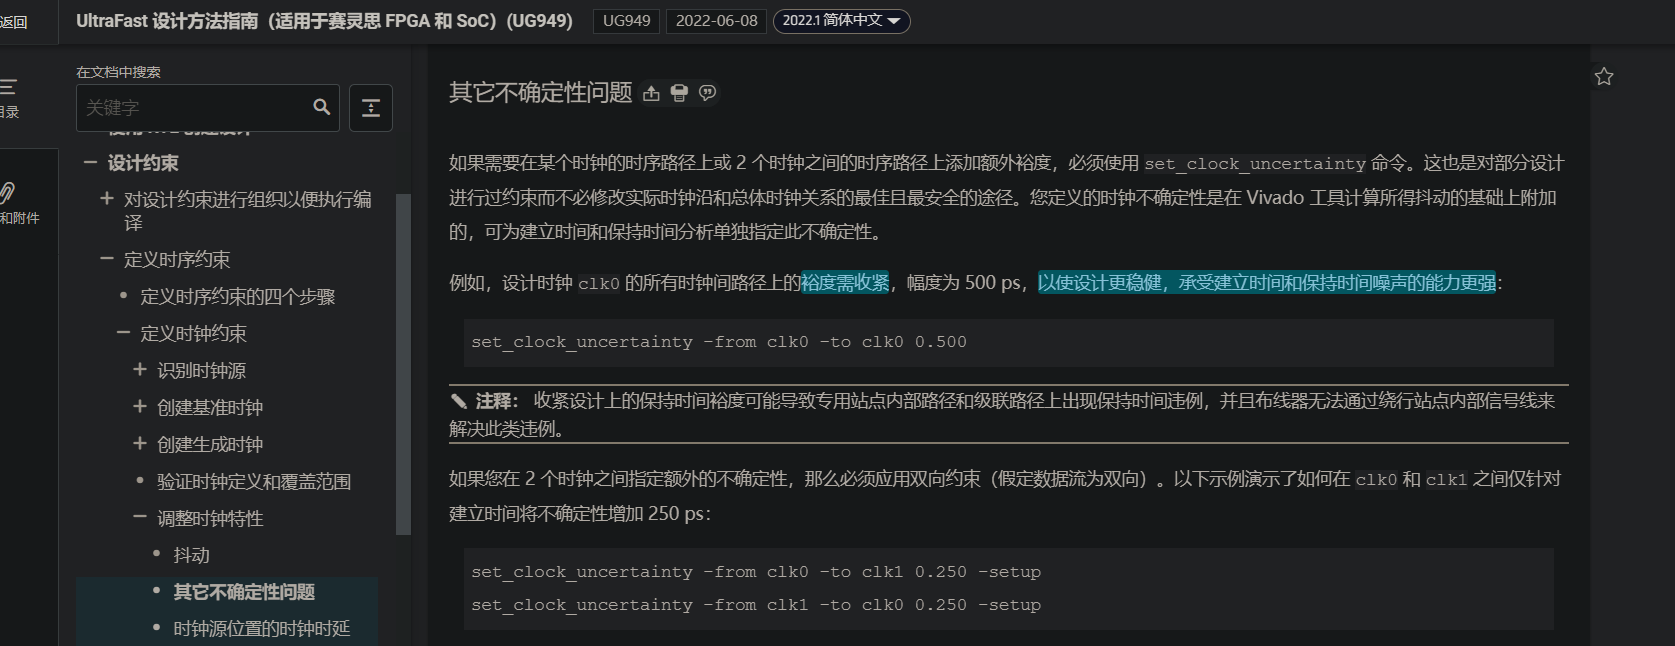 返回
UltraFast 设计方法指南（适用于赛灵思 FPGA 和 SoC）(UG949)
UG949
2022-06-08
2022.1 简体中文
目录
和附件
在文档中搜索
关键字
设计约束
对设计约束进行组织以便执行编
译
定义时序约束
定义时序约束的四个步骤
定义时钟约束
识别时钟源
创建基准时钟
创建生成时钟
验证时钟定义和覆盖范围
调整时钟特性
抖动
其它不确定性问题
时钟源位置的时钟时延
其它不确定性问题
如果需要在某个时钟的时序路径上或 2 个时钟之间的时序路径上添加额外裕度，必须使用 set_clock_uncertainty 命令。这也是对部分设计
进行过约束而不必修改实际时钟沿和总体时钟关系的最佳且最安全的途径。您定义的时钟不确定性是在 Vivado 工具计算所得抖动的基础上附加
的，可为建立时间和保持时间分析单独指定此不确定性。
例如，设计时钟 clk0 的所有时钟间路径上的裕度需收紧，幅度为 500 ps，以使设计更稳健，承受建立时间和保持时间噪声的能力更强：
set_clock_uncertainty -from clk0 -to clk0 0.500
注释： 收紧设计上的保持时间裕度可能导致专用站点内部路径和级联路径上出现保持时间违例，并且布线器无法通过绕行站点内部信号线来
解决此类违例。
如果您在 2 个时钟之间指定额外的不确定性，那么必须应用双向约束（假定数据流为双向）。以下示例演示了如何在 clk0 和 clk1 之间仅针对
建立时间将不确定性增加 250 ps：
set_clock_uncertainty -from clk0 -to clk1 0.250 -setup
set_clock_uncertainty -from clk1 -to clk0 0.250 -setup